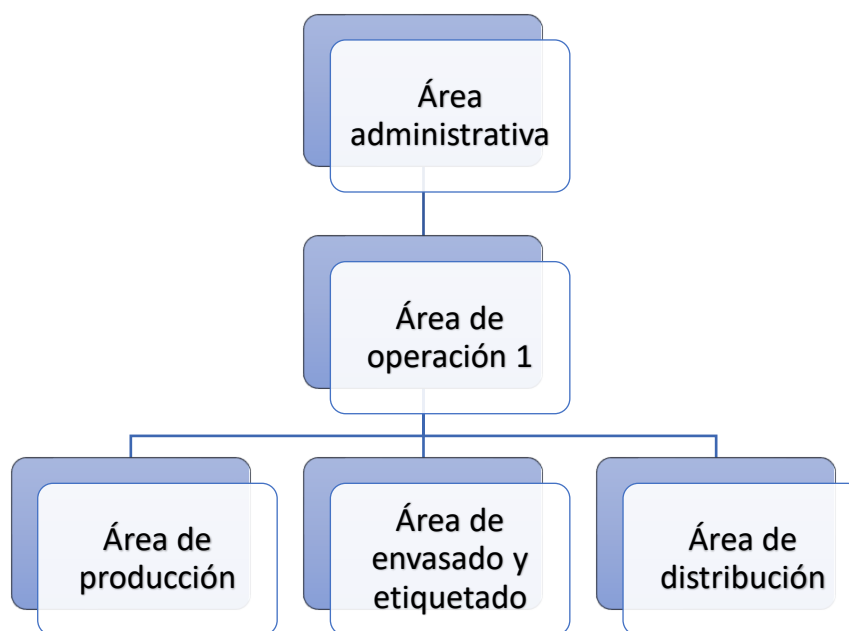 Área
administrativa
Área de
operación 1
Área de
producción
Área de
envasado y
etiquetado
Área de
distribución